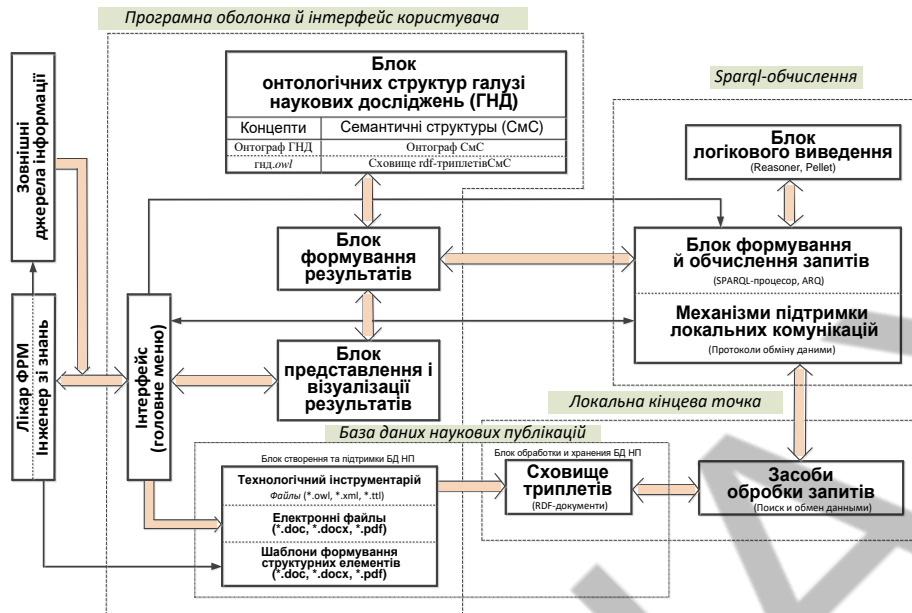 Програмна оболонка й інтерфейс користувача
Блок
онтологічних структур галузі
наукових досліджень (ГНД)
Концепти
Семантичні структуры (СмС)
Онтограф ГНД
Онтограф СмС
гнд.owl
Сховище rdf-триплетівСмС
Sparql-обчислення
Блок
логікового виведення
(Reasoner, Pellet)
Зовнішні
джерела інформації
Блок
формування
результатів
Блок формування
й обчислення запитів
(SPARQL-процесор, ARQ)
Механізми підтримки
локальних комунікацій
(Протоколи обміну даними)
Лікар ФРМ
Інженер зі знань
Інтерфейс
(головне меню)
Блок
представлення і
візуалізації
результатів
Локальна кінцева точка
База даних наукових публікацій
Блок створення та підтримки БД НП
Блок обработки и хранения БД НП
Технологічний інструментарій
Файлы (*.owl, *.xml, *.ttl)
Електронні файлы
(*.doc, *.docx, *.pdf)
Шаблони формування
структурних елементів
(*.doc, *.docx, *.pdf)
Сховище
триплетів
(RDF-документи)
Засоби
обробки запитів
(Поиск и обмен данными)